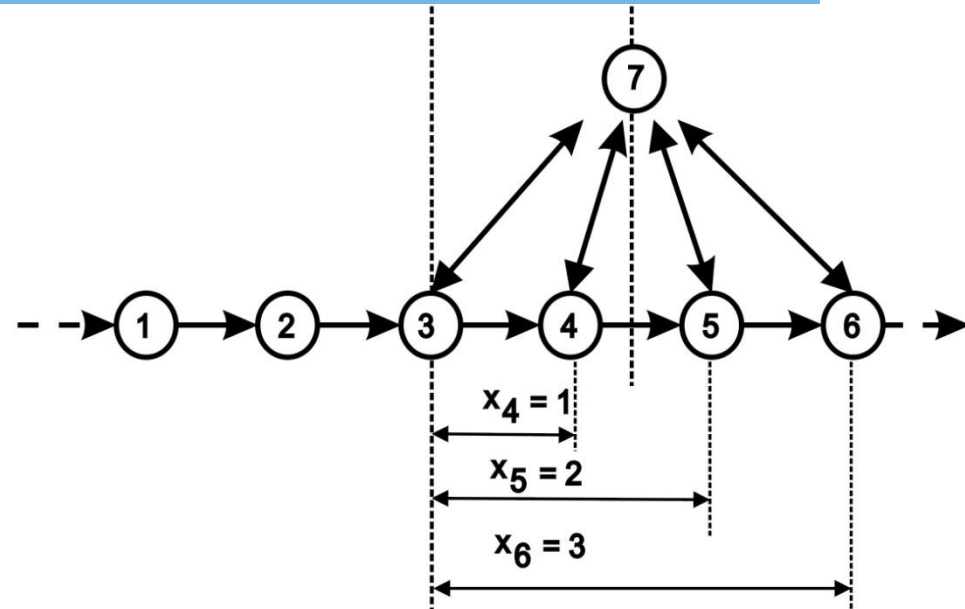 7
1 2 3 4 5 6
x4 = 1
x5 = 2
x6 = 3